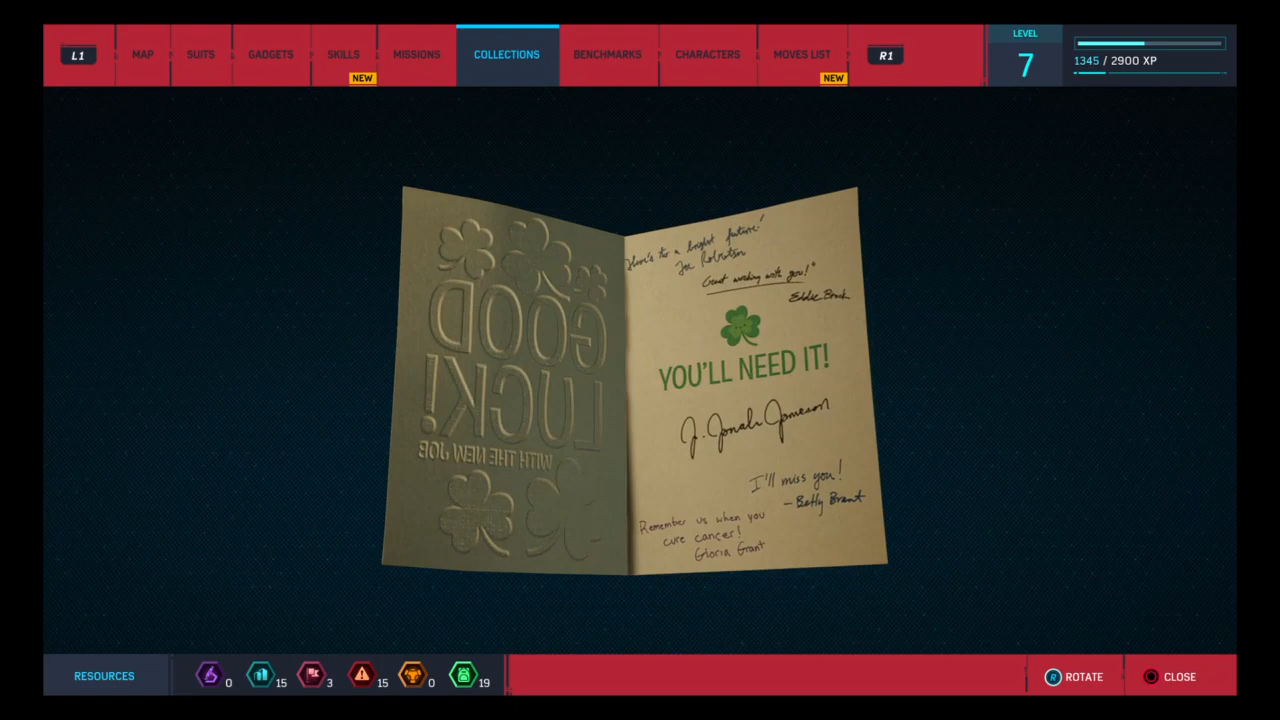 L1
MAP
SUITS
GADGETS
SKILLS
NEW
MISSIONS
COLLECTIONS
BENCHMARKS
CHARACTERS
MOVES LIST
NEW
R1
LEVEL
7
1345 / 2900 XP
GOOD
LUCK!
WITH THE NEW JOB
Here's to a bright future!
Joe Robertson
Great working with you!"
Eddie Brock
YOU'LL NEED IT!
J. Jonah Jameson
I'll miss you!
- Betty Brant
Remember us when you
cure cancer!
Gloria Grant
RESOURCES
0
15
3
15
0
19
R ROTATE
CLOSE